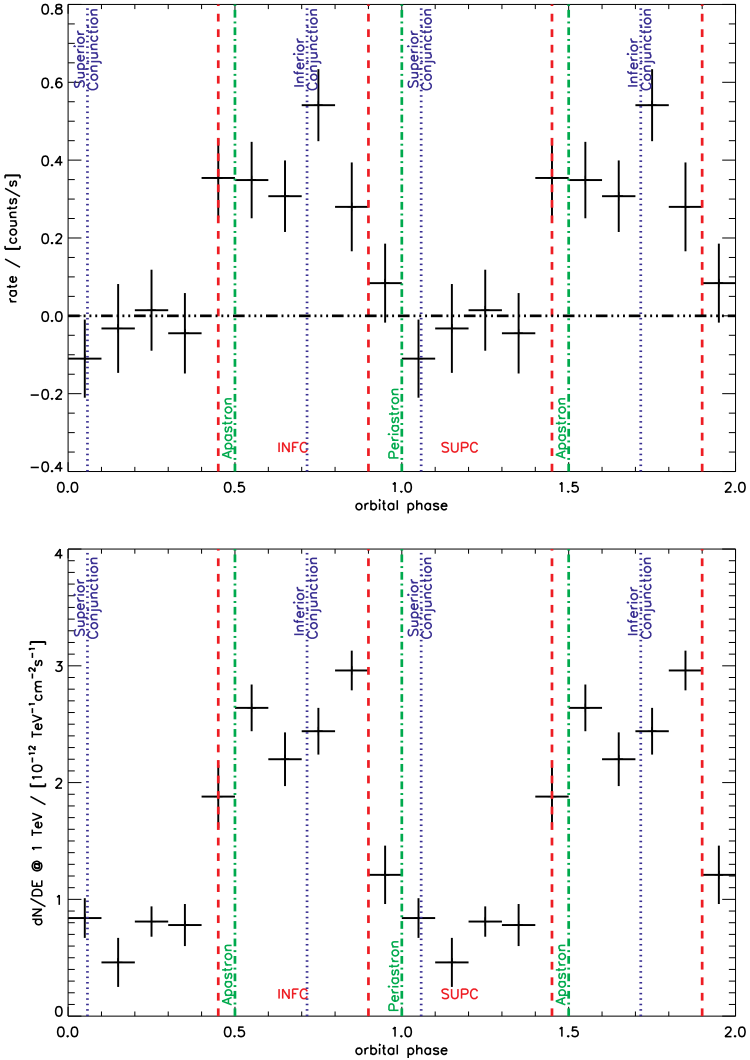 0.8
0.6
0.4
0.2
0.0
−0.2
−0.4
rate / [counts/s]
Superior
Conjunction
Inferior
Conjunction
Superior
Conjunction
Inferior
Conjunction
Apastron
INFC
Periastron
SUPC
Apastron
0.0 0.5 1.0 1.5 2.0
orbital phase
4
3
2
1
0
dN/DE @ 1 TeV / [10⁻¹² TeV⁻¹cm⁻²s⁻¹]
Superior
Conjunction
Inferior
Conjunction
Superior
Conjunction
Inferior
Conjunction
Apastron
INFC
Periastron
SUPC
Apastron
0.0 0.5 1.0 1.5 2.0
orbital phase